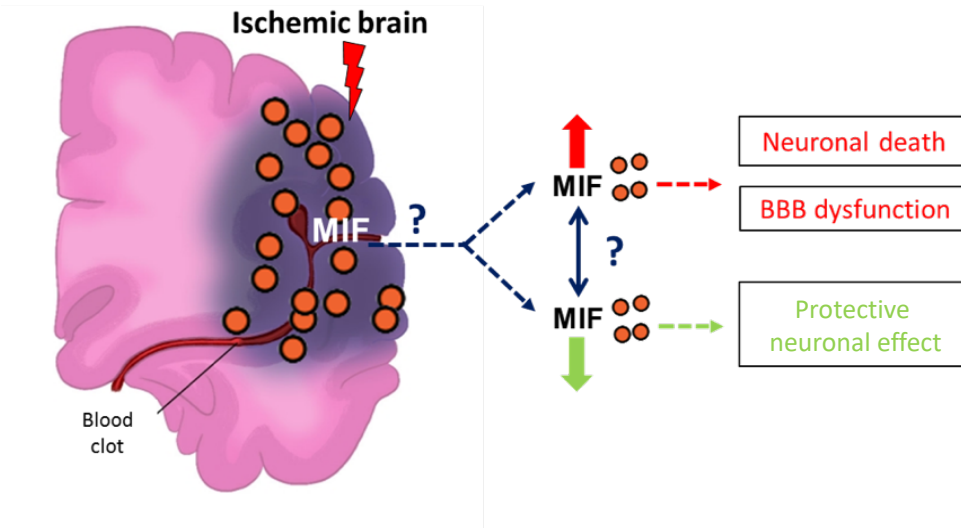 Ischemic brain
MIF
?
Blood
clot
MIF
?
MIF
Neuronal death
BBB dysfunction
Protective
neuronal effect